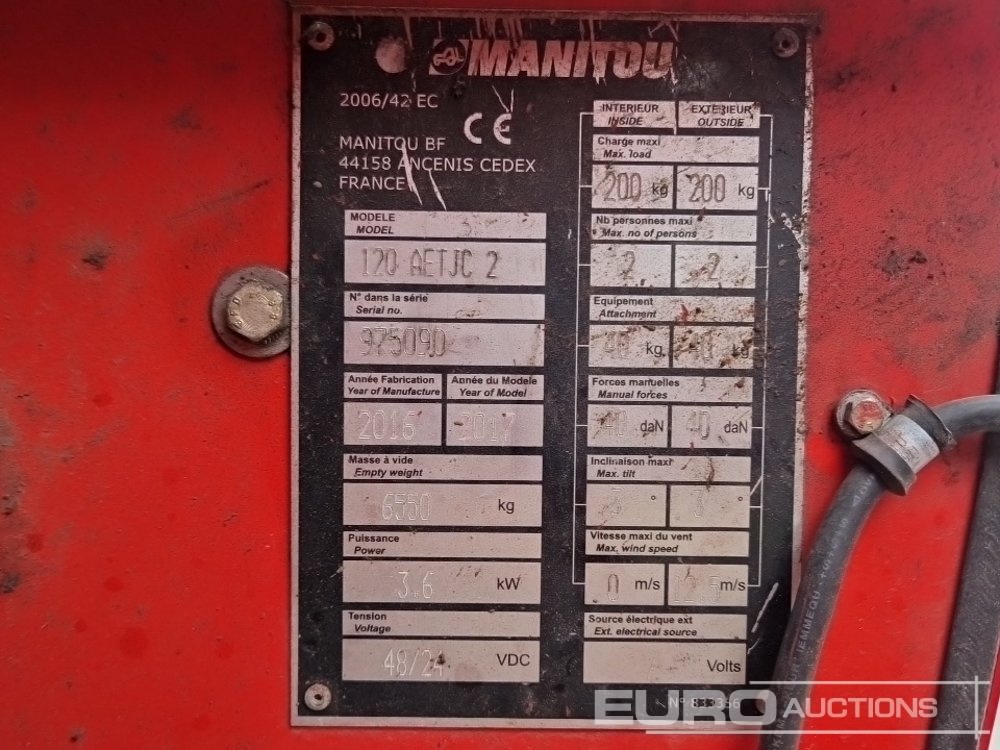 MANITOU
2006/42 EC
CE
MANITOU BF
44158 ANCENIS CEDEX
FRANCE
MODELE
MODEL
120 AETJC 2
N° dans la série
Serial no.
975090
Année Fabrication
Year of Manufacture
Année du Modele
Year of Model
2016
2017
Masse à vide
Empty weight
6550 kg
Puissance
Power
3.6 kW
Tension
Voltage
48/24 VDC
INTERIEUR
INSIDE
EXTERIEUR
OUTSIDE
Charge maxi
Max. load
200 kg 200 kg
Nb personnes maxi
Max. no of persons
2 2
Equipement
Attachment
40 kg 40 kg
Forces manuelles
Manual forces
40 daN 40 daN
Inclinaison maxi
Max. tilt
° 3 °
Vitesse maxi du vent
Max. wind speed
0 m/s 12.5 m/s
Source électrique ext
Ext. electrical source
Volts
EURO AUCTIONS